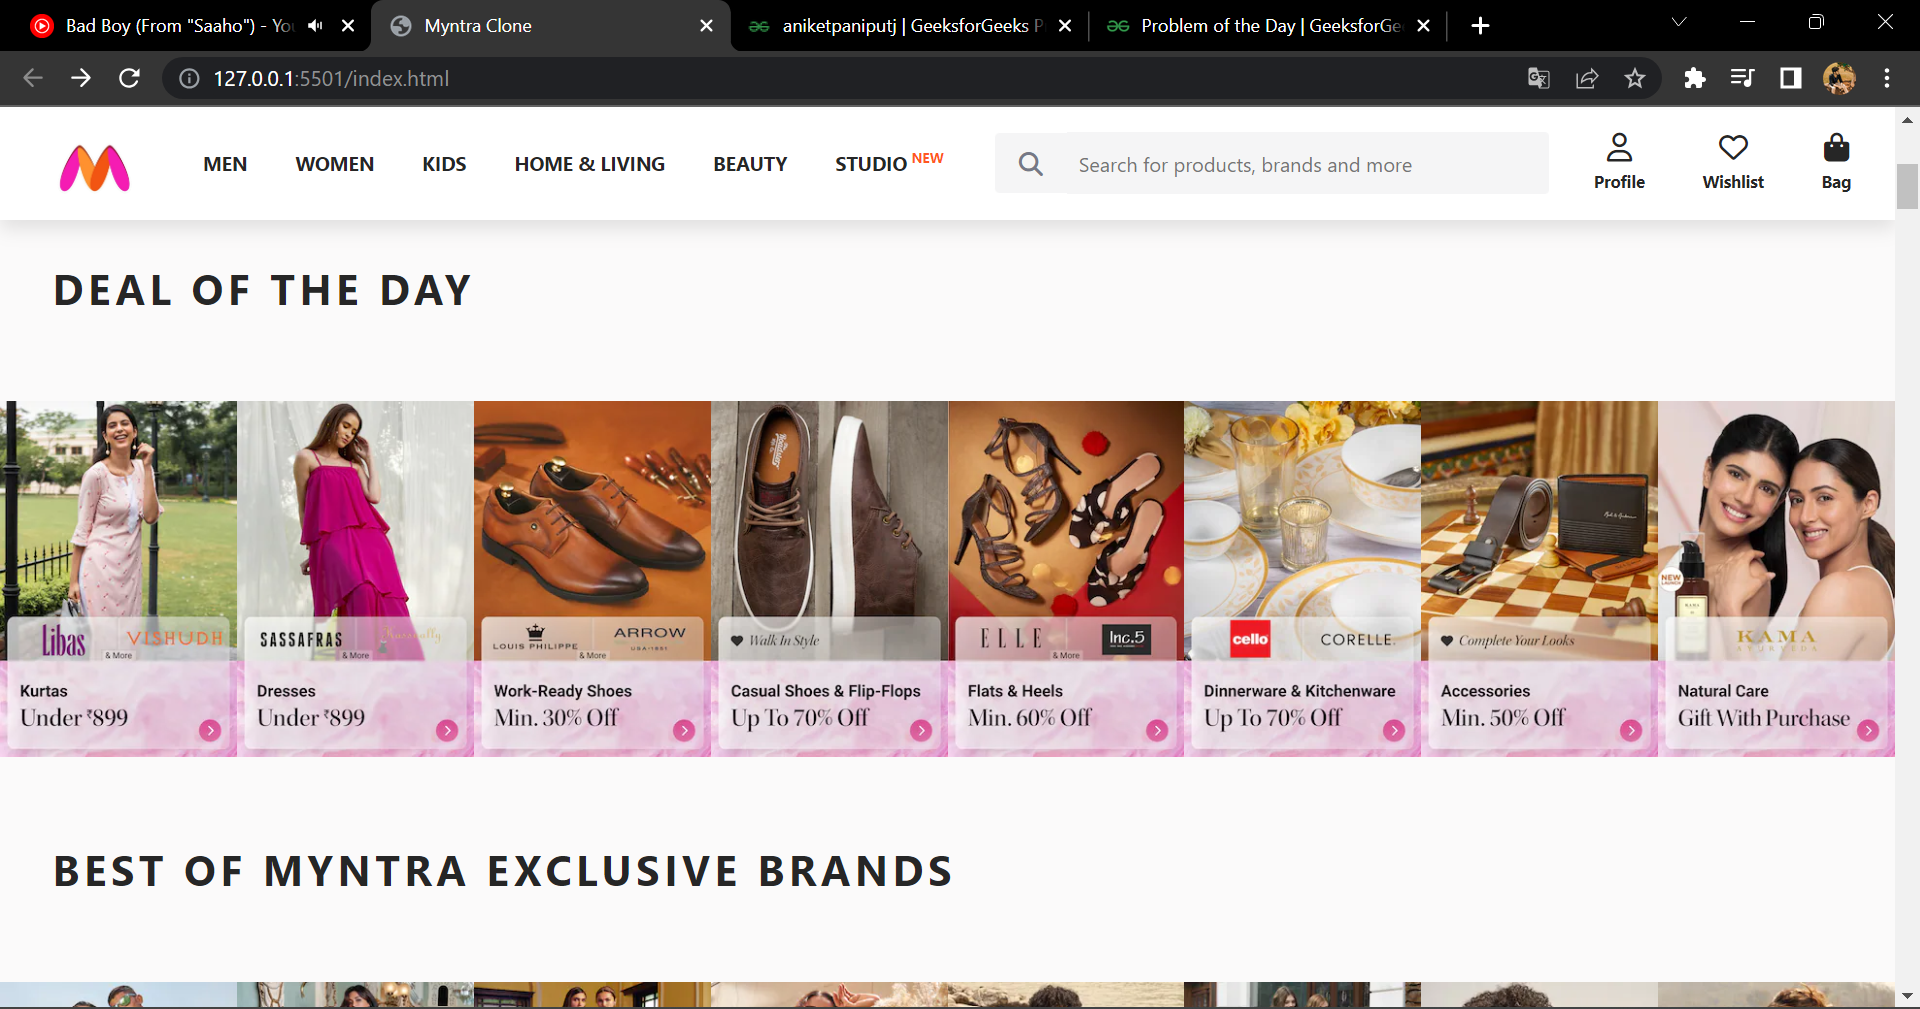 Bad Boy (From "Saaho") - Yo
Myntra Clone
aniketpaniputj | GeeksforGeeks P
Problem of the Day | GeeksforGe
127.0.0.1:5501/index.html
MEN
WOMEN
KIDS
HOME & LIVING
BEAUTY
STUDIO NEW
Search for products, brands and more
Profile
Wishlist
Bag
DEAL OF THE DAY
Libas
VISHUDH
& More
Kurtas
Under ₹899
SASSAFRAS
& More
Dresses
Under ₹899
LOUIS PHILIPPE
ARROW
USA-1851
& More
Work-Ready Shoes
Min. 30% Off
Walk In Style
Casual Shoes & Flip-Flops
Up To 70% Off
ELLE
Inc.5
& More
Flats & Heels
Min. 60% Off
cello
CORELLE.
Dinnerware & Kitchenware
Up To 70% Off
Complete Your Looks
Accessories
Min. 50% Off
NEW
LAUNCH
KAMA
AYURVEDA
Natural Care
Gift With Purchase
BEST OF MYNTRA EXCLUSIVE BRANDS